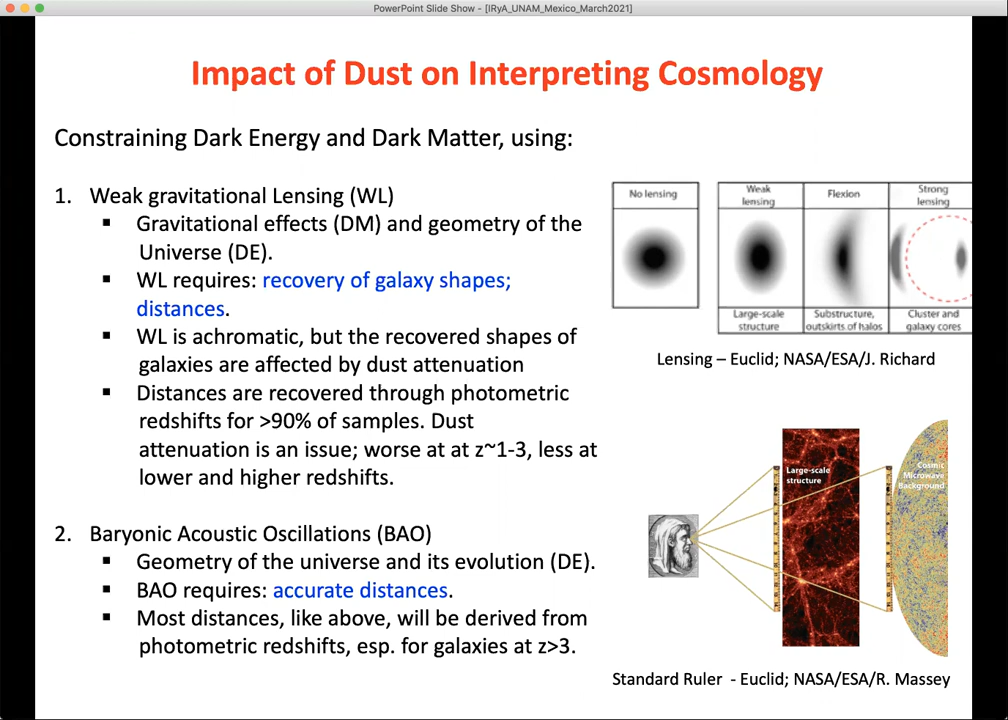 PowerPoint Slide Show - [IRyA_UNAM_Mexico_March2021]
Impact of Dust on Interpreting Cosmology
Constraining Dark Energy and Dark Matter, using:
1. Weak gravitational Lensing (WL)
▪ Gravitational effects (DM) and geometry of the
Universe (DE).
▪ WL requires: recovery of galaxy shapes;
distances.
▪ WL is achromatic, but the recovered shapes of
galaxies are affected by dust attenuation
▪ Distances are recovered through photometric
redshifts for >90% of samples. Dust
attenuation is an issue; worse at at z~1-3, less at
lower and higher redshifts.
2. Baryonic Acoustic Oscillations (BAO)
▪ Geometry of the universe and its evolution (DE).
▪ BAO requires: accurate distances.
▪ Most distances, like above, will be derived from
photometric redshifts, esp. for galaxies at z>3.
No lensing
Weak
lensing
Flexion
Strong
lensing
Large-scale
structure
Substructure,
outskirts of halos
Cluster and
galaxy cores
Lensing – Euclid; NASA/ESA/J. Richard
Large-scale
structure
Cosmic
Microwave
Background
Standard Ruler - Euclid; NASA/ESA/R. Massey